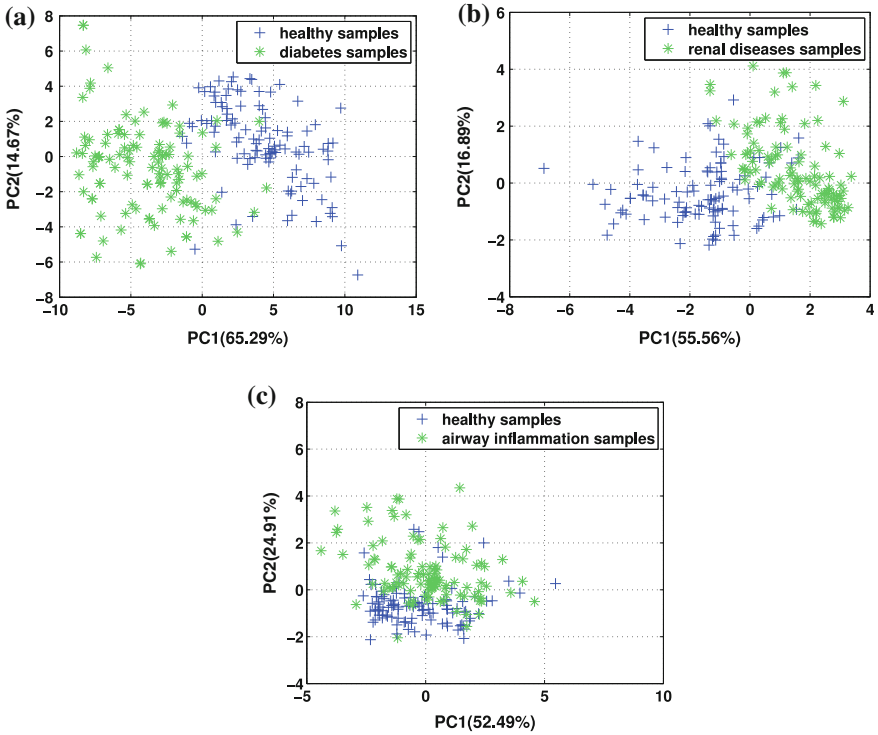 (a)
healthy samples
diabetes samples
8
6
4
2
0
−2
−4
−6
−8
−10
−5
0
5
10
15
PC2(14.67%)
PC1(65.29%)
(b)
healthy samples
renal diseases samples
6
4
2
0
−2
−4
−8
−6
−4
−2
0
2
4
PC2(16.89%)
PC1(55.56%)
(c)
healthy samples
airway inflammation samples
8
6
4
2
0
−2
−4
−5
0
5
10
PC2(24.91%)
PC1(52.49%)